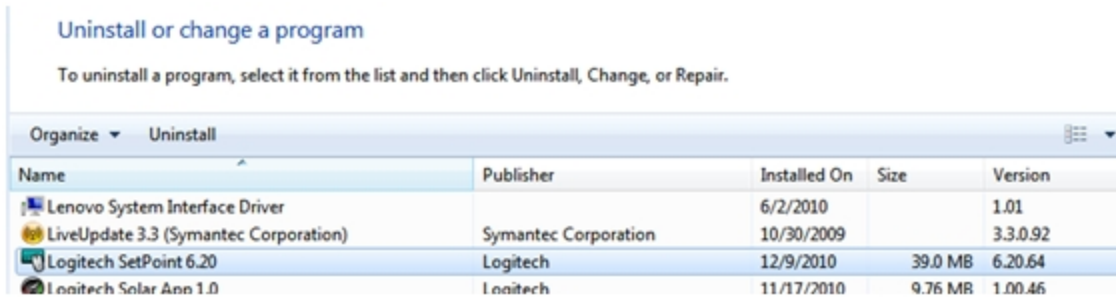 Uninstall or change a program
To uninstall a program, select it from the list and then click Uninstall, Change, or Repair.
Organize Uninstall
Name Publisher Installed On Size Version
Lenovo System Interface Driver 6/2/2010 1.01
LiveUpdate 3.3 (Symantec Corporation) Symantec Corporation 10/30/2009 3.3.0.92
Logitech SetPoint 6.20 Logitech 12/9/2010 39.0 MB 6.20.64
Logitech Solar App 1.0 Logitech 11/17/2010 9.76 MB 1.00.46